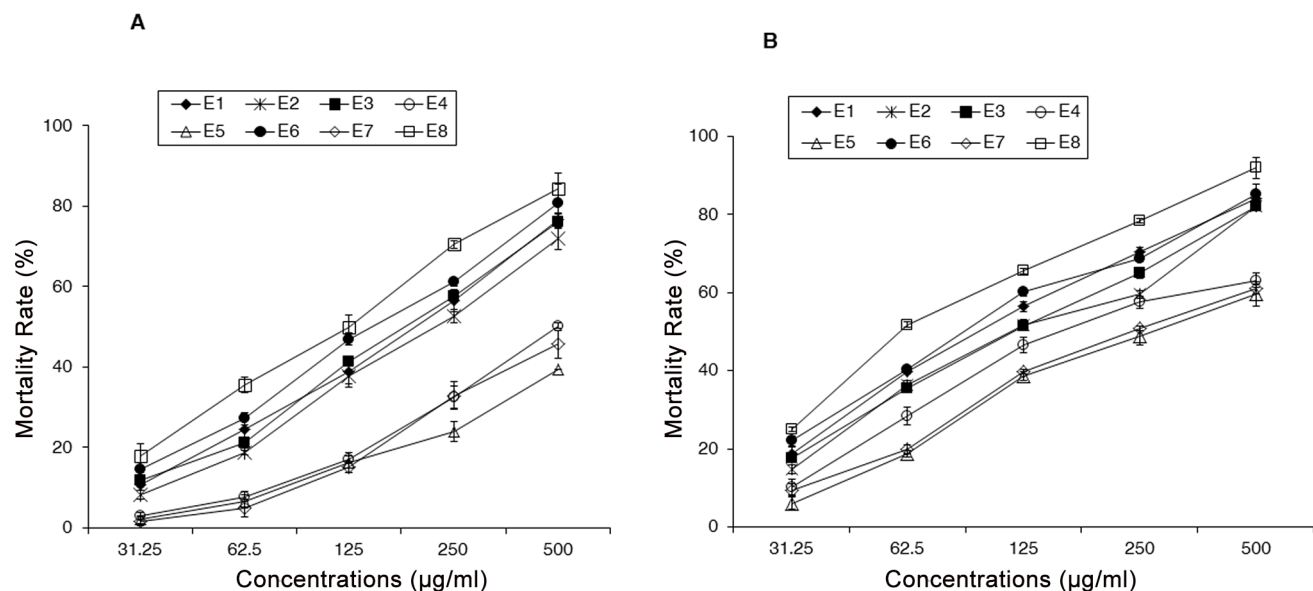 A
E1 E2 E3 E4
E5 E6 E7 E8
100
80
60
40
20
0
31.25 62.5 125 250 500
Mortality Rate (%)
Concentrations (µg/ml)
B
E1 E2 E3 E4
E5 E6 E7 E8
100
80
60
40
20
0
31.25 62.5 125 250 500
Mortality Rate (%)
Concentrations (µg/ml)